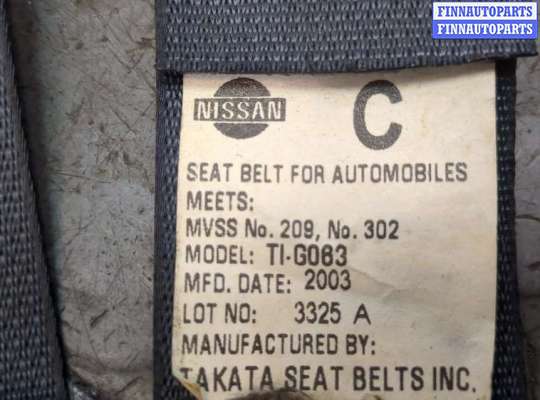 FINNAUTOPARTS
FINNAUTOPARTS
NISSAN
C
SEAT BELT FOR AUTOMOBILES
MEETS:
MVSS No. 209, No. 302
MODEL: TI-G063
MFD. DATE: 2003
LOT NO: 3325 A
MANUFACTURED BY:
TAKATA SEAT BELTS INC.